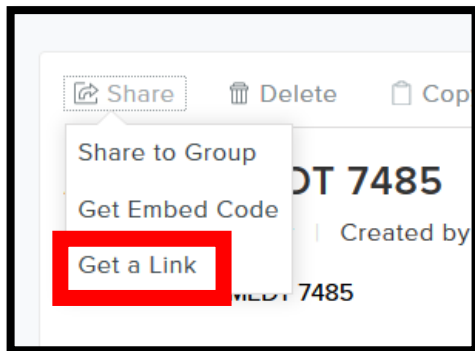 Share Delete Cop
Share to Group
DT 7485
Get Embed Code
Created by
Get a Link
MEDT 7485